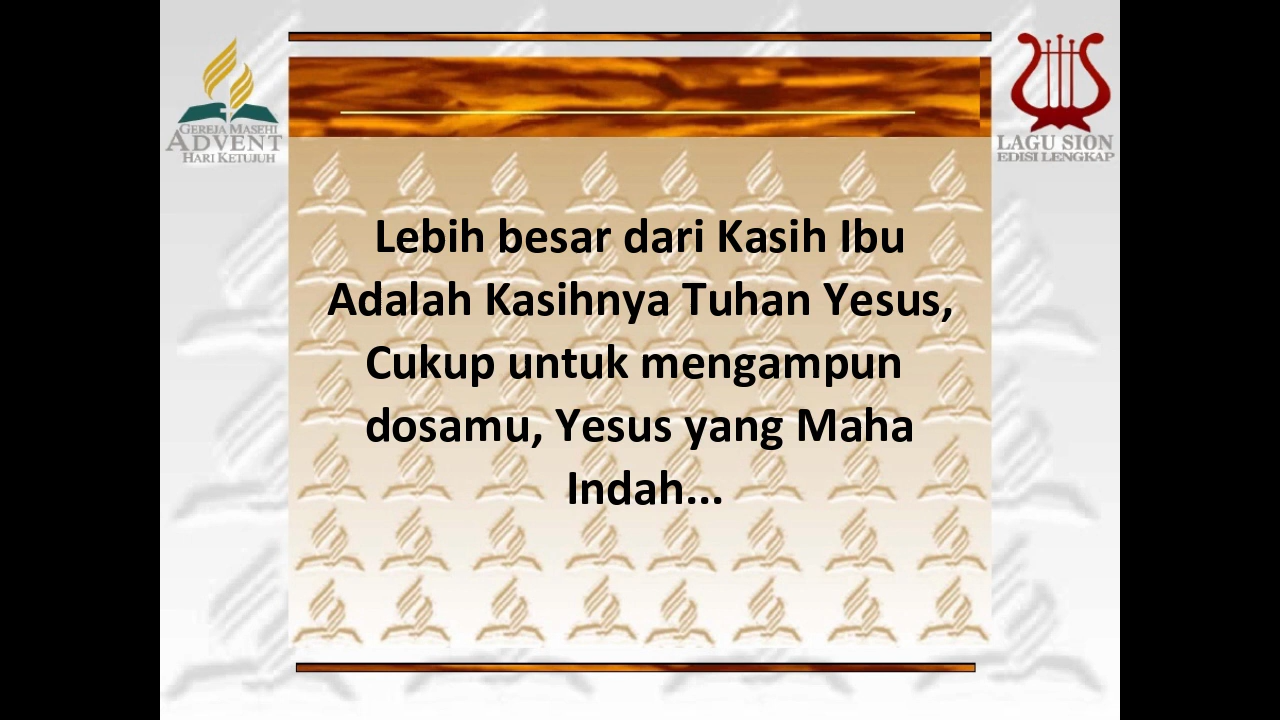 GEREJA MASEHI
ADVENT
HARI KETUJUH
LAGU SION
EDISI LENGKAP
Lebih besar dari Kasih Ibu
Adalah Kasihnya Tuhan Yesus,
Cukup untuk mengampun
dosamu, Yesus yang Maha
Indah...